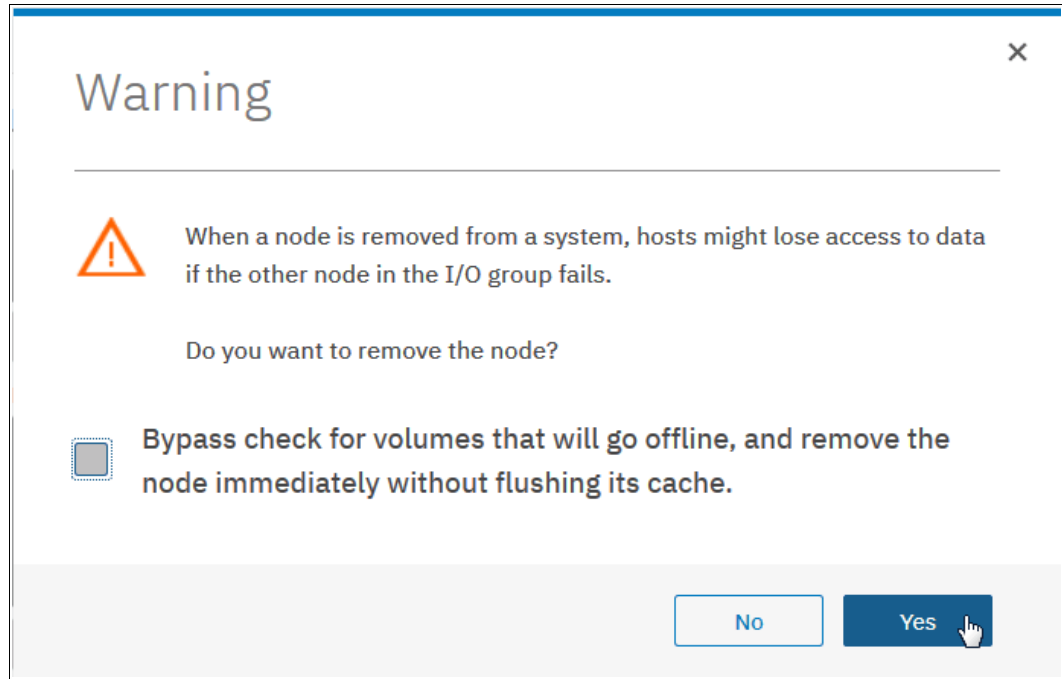 Warning
When a node is removed from a system, hosts might lose access to data
if the other node in the I/O group fails.
Do you want to remove the node?
Bypass check for volumes that will go offline, and remove the
node immediately without flushing its cache.
No
Yes